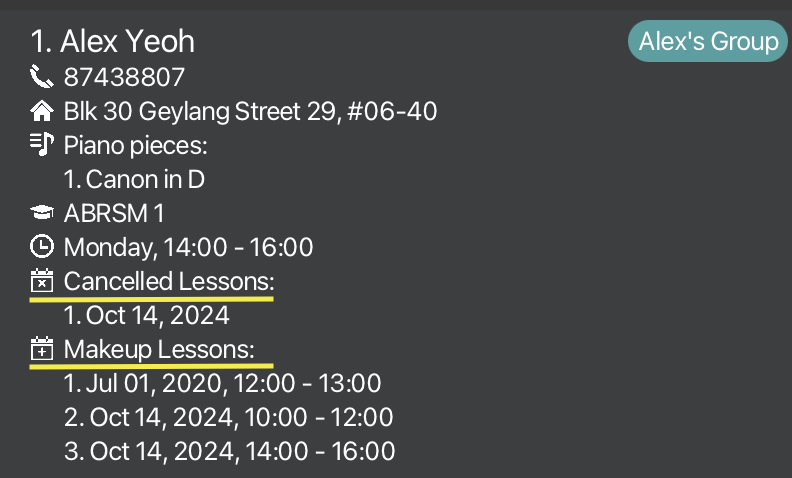 1. Alex Yeoh
Alex's Group
87438807
Blk 30 Geylang Street 29, #06-40
Piano pieces:
1. Canon in D
ABRSM 1
Monday, 14:00 - 16:00
Cancelled Lessons:
1. Oct 14, 2024
Makeup Lessons:
1. Jul 01, 2020, 12:00 - 13:00
2. Oct 14, 2024, 10:00 - 12:00
3. Oct 14, 2024, 14:00 - 16:00